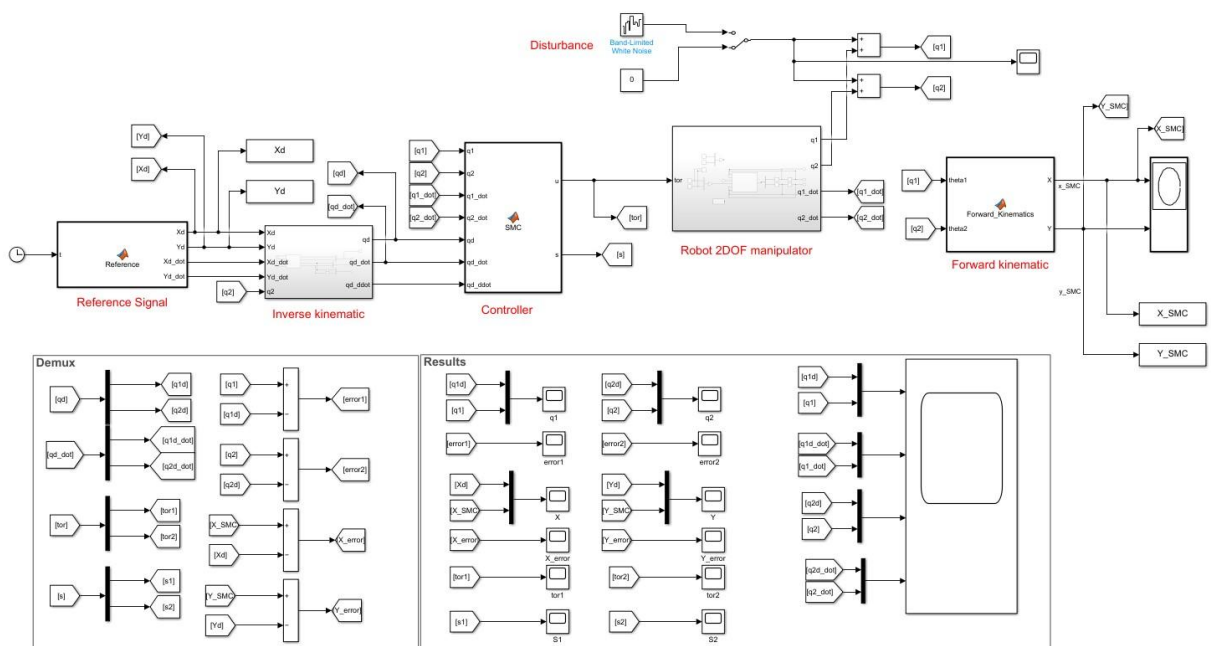 Disturbance
Band-Limited
White Noise
0
+
+
[q1]
+
+
[q2]
[Yd]
[Xd]
Xd
Yd
[qd]
[qd_dot]
[q1]
[q2]
[q1_dot]
[q2_dot]
q1
q2
q1_dot
q2_dot
qd
qd_dot
qd_ddot
SMC
u
s
[tor]
[s]
Controller
tor
q1
q2
q1_dot
q2_dot
[q1_dot]
[q2_dot]
Robot 2DOF manipulator
[q1]
[q2]
theta1
theta2
Forward_Kinematics
X
Y
x_SMC
y_SMC
Y_SMC]
X_SMC]
Forward kinematic
X_SMC
Y_SMC
t
Reference
Xd
Yd
Xd_dot
Yd_dot
Reference Signal
[q2]
Xd
Yd
Xd_dot
Yd_dot
q2
qd
qd_dot
qd_ddot
Inverse kinematic
Demux
[qd]
[q1d]
[q2d]
[qd_dot]
[q1d_dot]
[q2d_dot]
[tor]
[tor1]
[tor2]
[s]
[s1]
[s2]
[q1]
[q1d]
+
−
[error1]
[q2]
[q2d]
+
−
[error2]
[X_SMC]
[Xd]
+
−
[X_error]
[Y_SMC]
[Yd]
+
−
[Y_error]
Results
[q1d]
[q1]
q1
[q2d]
[q2]
q2
[error1]
error1
[error2]
error2
[Xd]
[X_SMC]
X
[Yd]
[Y_SMC]
Y
[X_error]
X_error
[Y_error]
Y_error
[tor1]
tor1
[tor2]
tor2
[s1]
S1
[s2]
S2
[q1d]
[q1]
[q1d_dot]
[q1_dot]
[q2d]
[q2]
[q2d_dot]
[q2_dot]